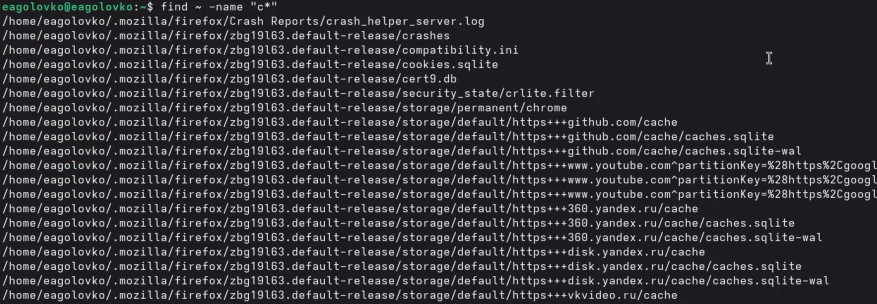 eagolovko@eagolovko:~$ find ~ -name "c*"
/home/eagolovko/.mozilla/firefox/Crash Reports/crash_helper_server.log
/home/eagolovko/.mozilla/firefox/zbg19l63.default-release/crashes
/home/eagolovko/.mozilla/firefox/zbg19l63.default-release/compatibility.ini
/home/eagolovko/.mozilla/firefox/zbg19l63.default-release/cookies.sqlite
/home/eagolovko/.mozilla/firefox/zbg19l63.default-release/cert9.db
/home/eagolovko/.mozilla/firefox/zbg19l63.default-release/security_state/crlite.filter
/home/eagolovko/.mozilla/firefox/zbg19l63.default-release/storage/permanent/chrome
/home/eagolovko/.mozilla/firefox/zbg19l63.default-release/storage/default/https+++github.com/cache
/home/eagolovko/.mozilla/firefox/zbg19l63.default-release/storage/default/https+++github.com/cache/caches.sqlite
/home/eagolovko/.mozilla/firefox/zbg19l63.default-release/storage/default/https+++github.com/cache/caches.sqlite-wal
/home/eagolovko/.mozilla/firefox/zbg19l63.default-release/storage/default/https+++www.youtube.com^partitionKey=%28https%2Cgoogl
/home/eagolovko/.mozilla/firefox/zbg19l63.default-release/storage/default/https+++www.youtube.com^partitionKey=%28https%2Cgoogl
/home/eagolovko/.mozilla/firefox/zbg19l63.default-release/storage/default/https+++www.youtube.com^partitionKey=%28https%2Cgoogl
/home/eagolovko/.mozilla/firefox/zbg19l63.default-release/storage/default/https+++360.yandex.ru/cache
/home/eagolovko/.mozilla/firefox/zbg19l63.default-release/storage/default/https+++360.yandex.ru/cache/caches.sqlite
/home/eagolovko/.mozilla/firefox/zbg19l63.default-release/storage/default/https+++360.yandex.ru/cache/caches.sqlite-wal
/home/eagolovko/.mozilla/firefox/zbg19l63.default-release/storage/default/https+++disk.yandex.ru/cache
/home/eagolovko/.mozilla/firefox/zbg19l63.default-release/storage/default/https+++disk.yandex.ru/cache/caches.sqlite
/home/eagolovko/.mozilla/firefox/zbg19l63.default-release/storage/default/https+++disk.yandex.ru/cache/caches.sqlite-wal
/home/eagolovko/.mozilla/firefox/zbg19l63.default-release/storage/default/https+++vkvideo.ru/cache